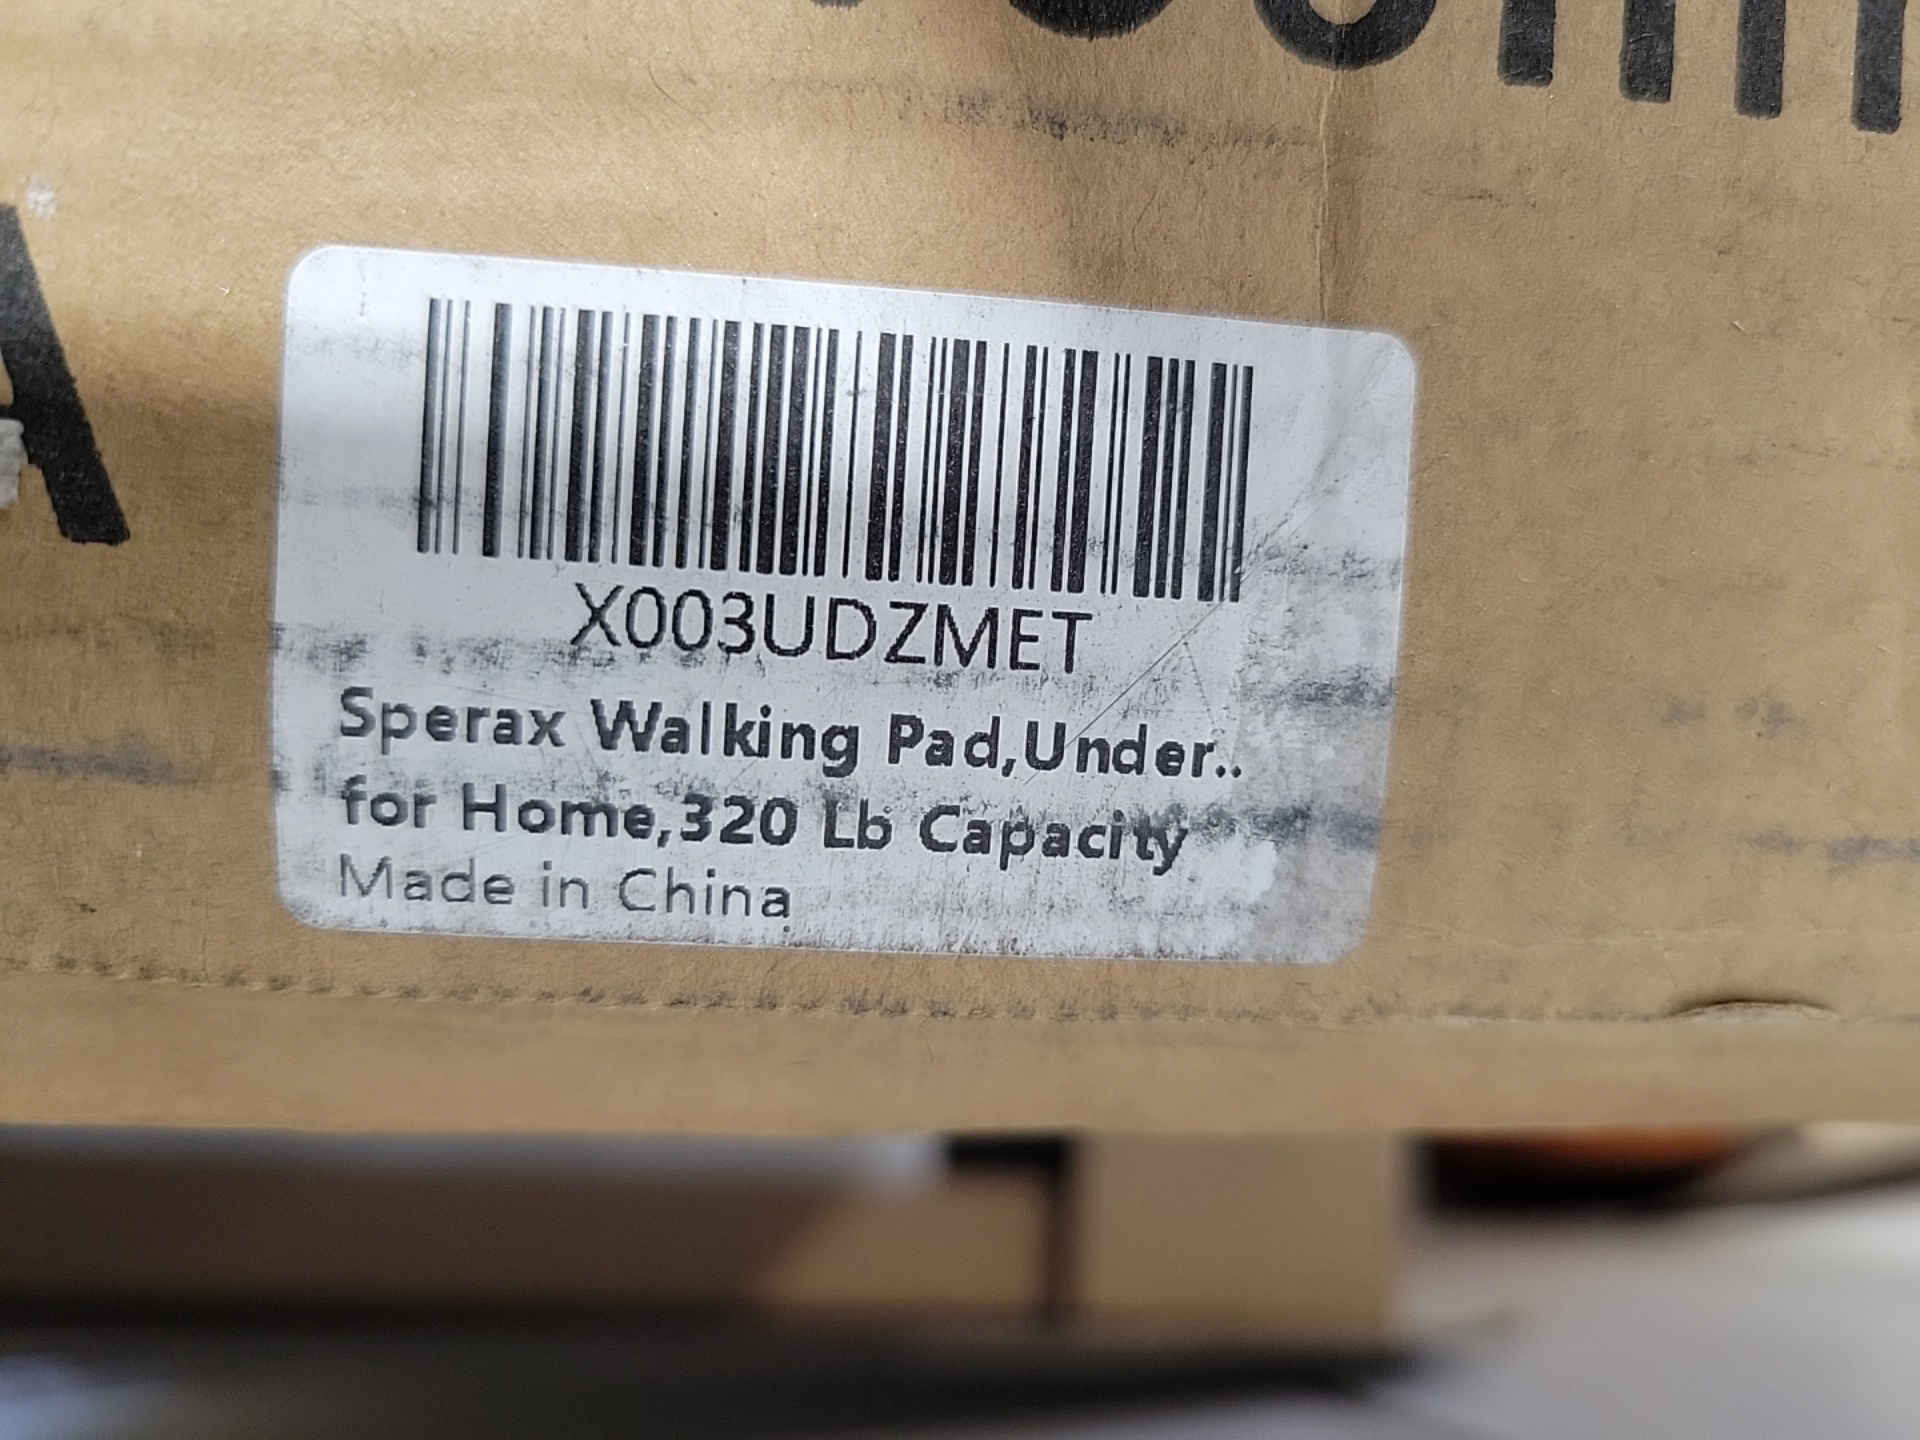 X003UDZMET
Sperax Walking Pad,Under..
for Home,320 Lb Capacity
Made in China